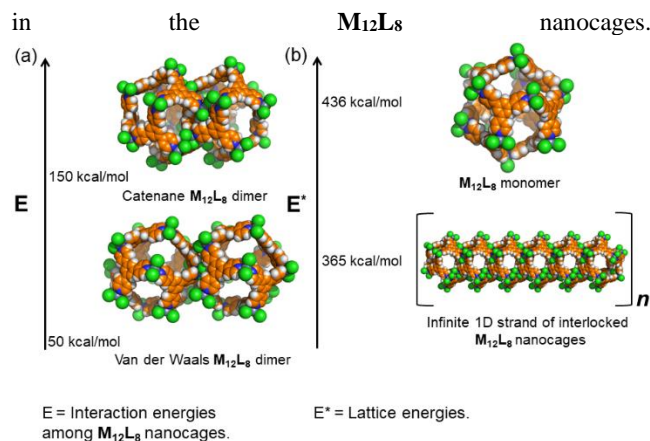 in the M₁₂L₈ nanocages.
(a)
(b)
436 kcal/mol
150 kcal/mol
Catenane M₁₂L₈ dimer
M₁₂L₈ monomer
E
E*
365 kcal/mol
n
50 kcal/mol
Infinite 1D strand of interlocked
M₁₂L₈ nanocages
Van der Waals M₁₂L₈ dimer
E = Interaction energies
among M₁₂L₈ nanocages.
E* = Lattice energies.